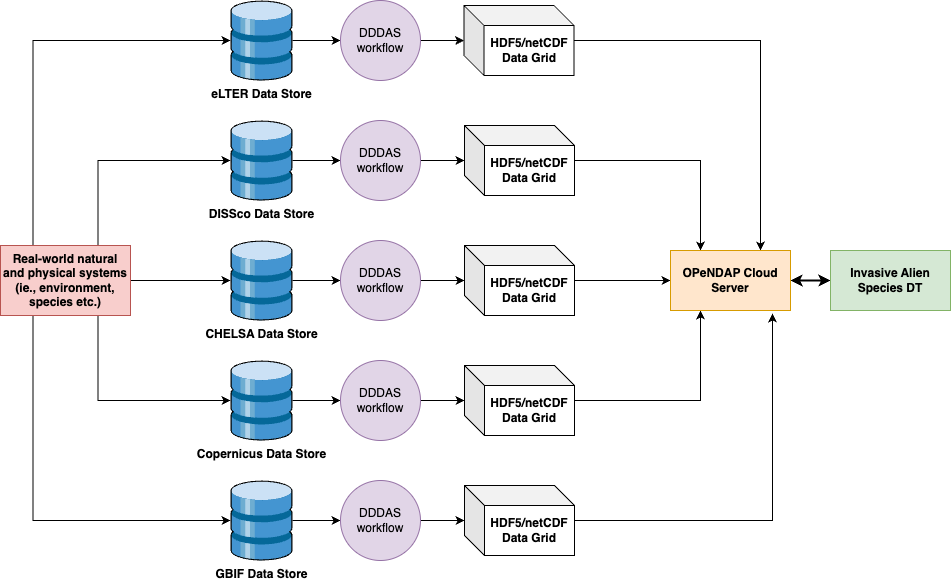 DDDAS
workflow
HDF5/netCDF
Data Grid
eLTER Data Store
DDDAS
workflow
HDF5/netCDF
Data Grid
DISSco Data Store
Real-world natural
and physical systems
(ie., environment,
species etc.)
DDDAS
workflow
HDF5/netCDF
Data Grid
CHELSA Data Store
OPeNDAP Cloud
Server
Invasive Alien
Species DT
DDDAS
workflow
HDF5/netCDF
Data Grid
Copernicus Data Store
DDDAS
workflow
HDF5/netCDF
Data Grid
GBIF Data Store